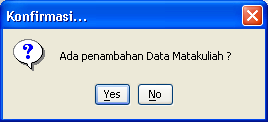 Konfirmasi...
?
Ada penambahan Data Matakuliah ?
Yes No